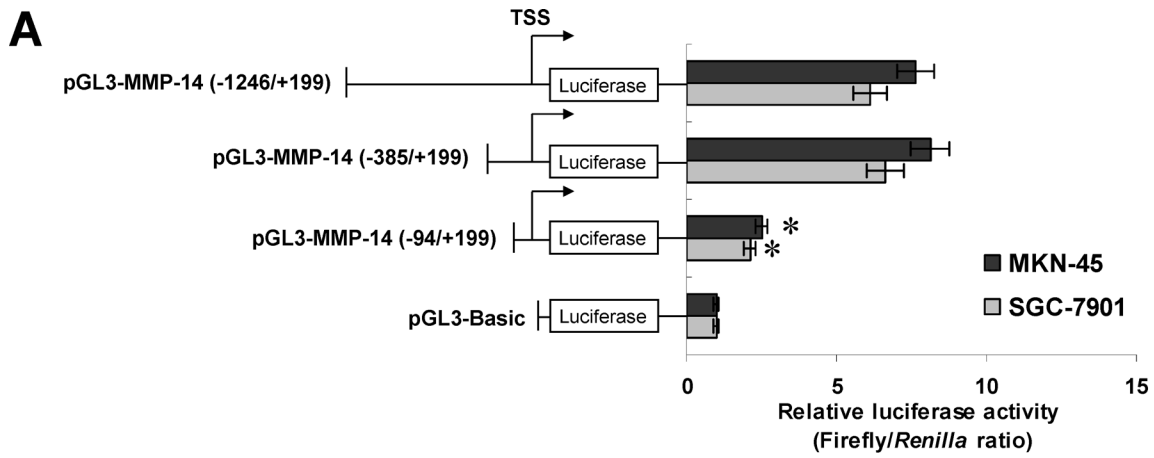 A
TSS
pGL3-MMP-14 (-1246/+199)
Luciferase
pGL3-MMP-14 (-385/+199)
Luciferase
pGL3-MMP-14 (-94/+199)
Luciferase
*
*
pGL3-Basic
Luciferase
MKN-45
SGC-7901
0 5 10 15
Relative luciferase activity
(Firefly/Renilla ratio)